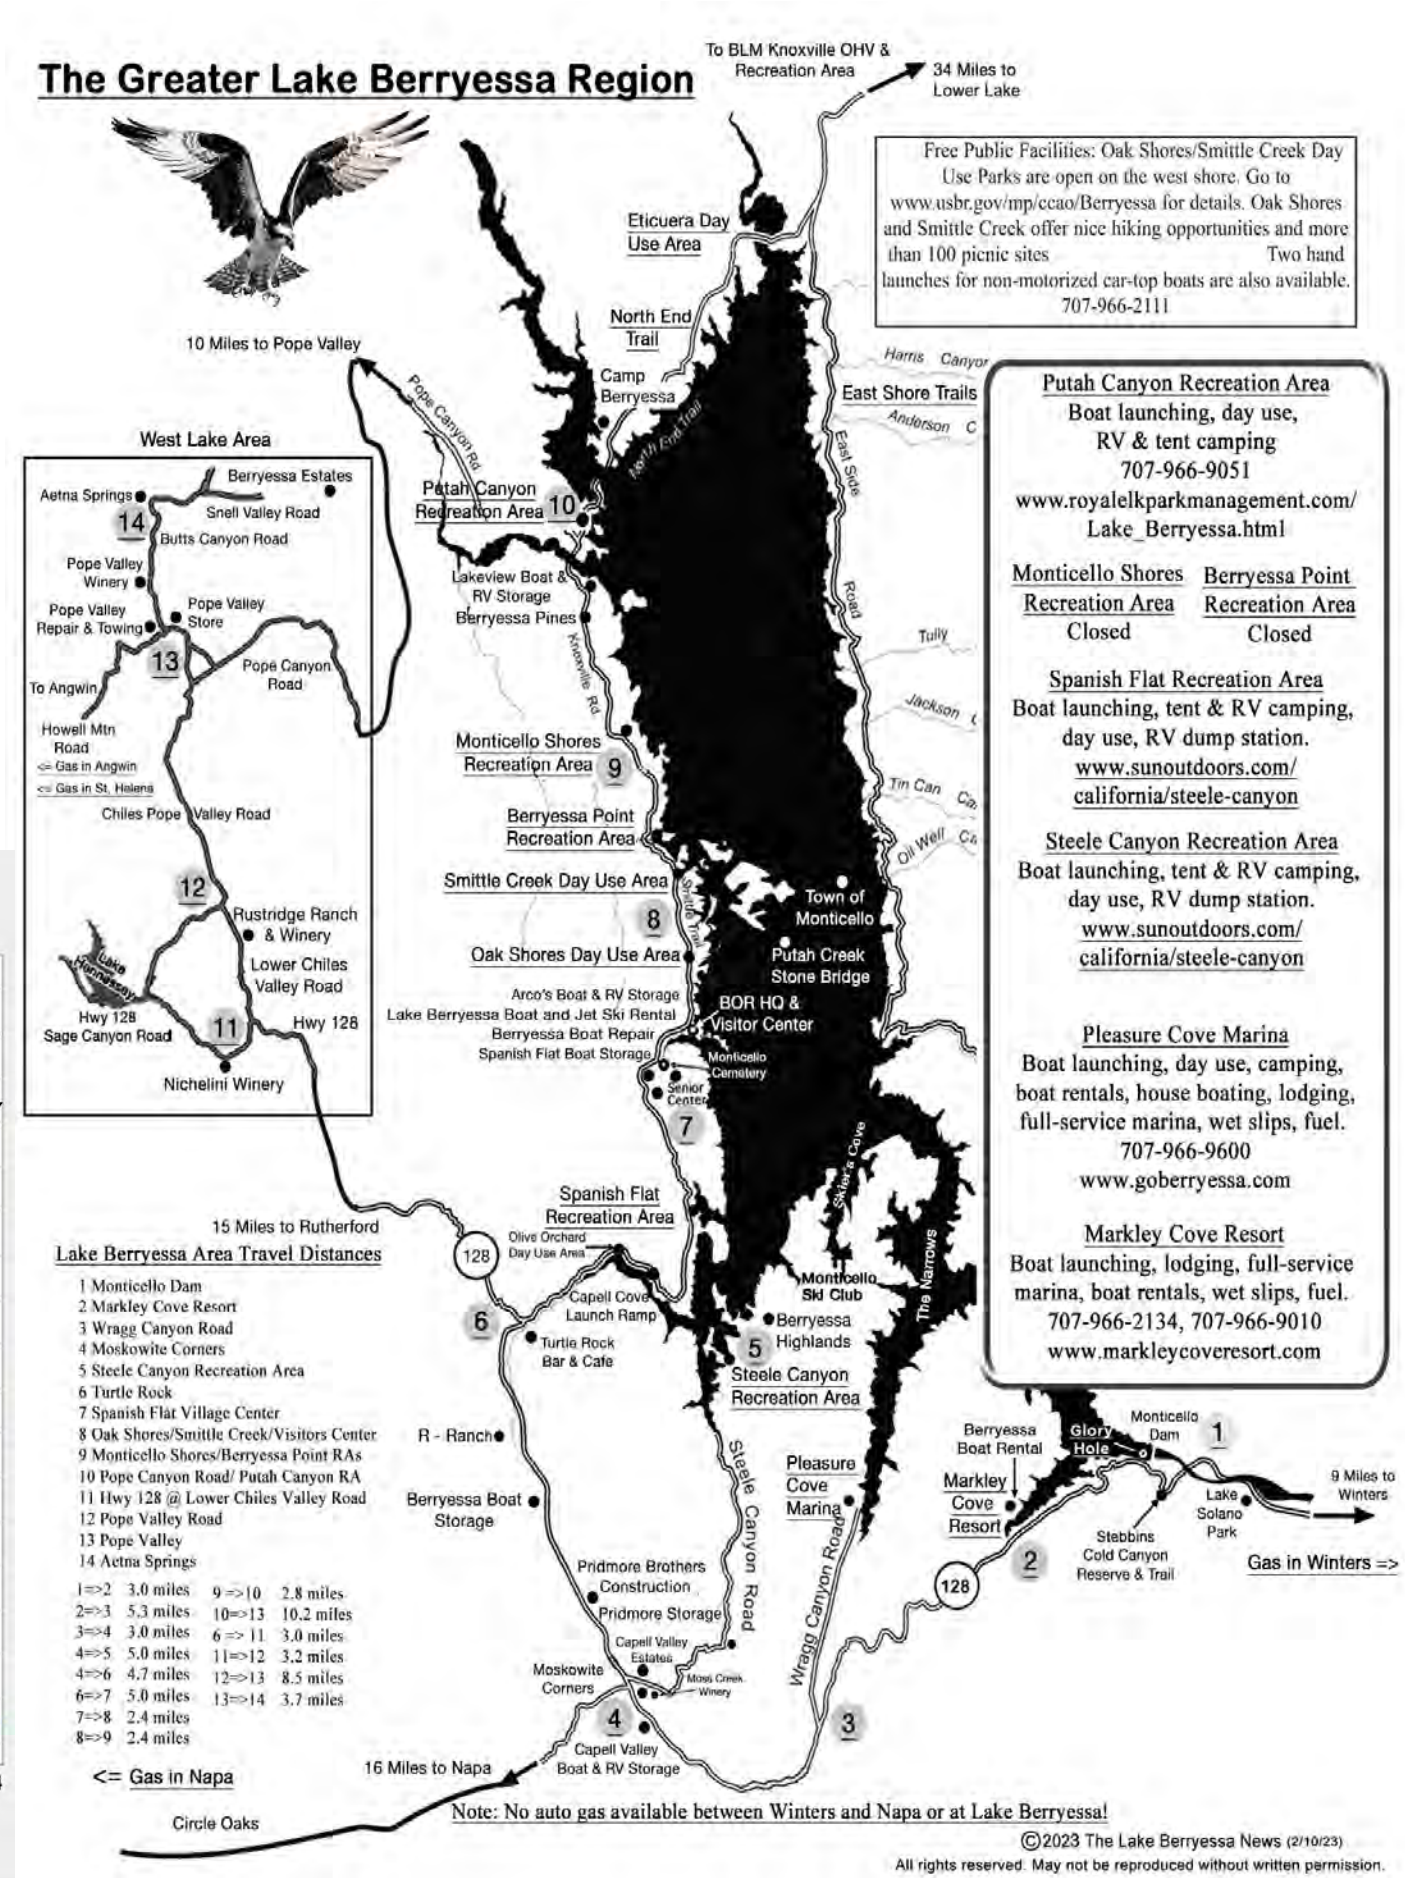 The Greater Lake Berryessa Region
To BLM Knoxville OHV &
Recreation Area
34 Miles to
Lower Lake
Free Public Facilities: Oak Shores/Smittle Creek Day
Use Parks are open on the west shore. Go to
www.usbr.gov/mp/ccao/Berryessa for details. Oak Shores
and Smittle Creek offer nice hiking opportunities and more
than 100 picnic sites Two hand
launches for non-motorized car-top boats are also available.
707-966-2111
Eticuera Day
Use Area
North End
Trail
Camp
Berryessa
North End Trail
10 Miles to Pope Valley
Pope Canyon Rd
Putah Canyon
Recreation Area
10
Lakeview Boat &
RV Storage
Berryessa Pines
Knoxville Rd
Harris Canyon
East Shore Trails
Anderson C
East Side
Road
Tully
Jackson
Tin Can Ca
Oil Well Ca
West Lake Area
Aetna Springs
Berryessa Estates
14
Snell Valley Road
Butts Canyon Road
Pope Valley
Winery
Pope Valley
Repair & Towing
Pope Valley
Store
13
To Angwin
Pope Canyon
Road
Howell Mtn
Road
<= Gas in Angwin
<= Gas in St. Helena
Chiles Pope Valley Road
12
Rustridge Ranch
& Winery
Lake
Hennessey
Lower Chiles
Valley Road
Hwy 128
Sage Canyon Road
11
Hwy 128
Nichelini Winery
Monticello Shores
Recreation Area
9
Berryessa Point
Recreation Area
Smittle Creek Day Use Area
8
Smittle Trail
Oak Shores Day Use Area
Town of
Monticello
Putah Creek
Stone Bridge
Arco's Boat & RV Storage
Lake Berryessa Boat and Jet Ski Rental
Berryessa Boat Repair
Spanish Flat Boat Storage
BOR HQ &
Visitor Center
Monticello
Cemetery
Senior
Center
7
Skier's Cove
The Narrows
Spanish Flat
Recreation Area
Olive Orchard
Day Use Area
Capell Cove
Launch Ramp
Monticello
Ski Club
Berryessa
Highlands
5
Steele Canyon
Recreation Area
128
6
Turtle Rock
Bar & Cafe
R - Ranch
Berryessa Boat
Storage
Steele Canyon Road
Pleasure
Cove
Marina
Wragg Canyon Road
Pridmore Brothers
Construction
Pridmore Storage
Capell Valley
Estates
Moskowite
Corners
Moss Creek
Winery
4
Capell Valley
Boat & RV Storage
3
16 Miles to Napa
Putah Canyon Recreation Area
Boat launching, day use,
RV & tent camping
707-966-9051
www.royalelkparkmanagement.com/
Lake_Berryessa.html
Monticello Shores
Recreation Area
Closed
Berryessa Point
Recreation Area
Closed
Spanish Flat Recreation Area
Boat launching, tent & RV camping,
day use, RV dump station.
www.sunoutdoors.com/
california/steele-canyon
Steele Canyon Recreation Area
Boat launching, tent & RV camping,
day use, RV dump station.
www.sunoutdoors.com/
california/steele-canyon
Pleasure Cove Marina
Boat launching, day use, camping,
boat rentals, house boating, lodging,
full-service marina, wet slips, fuel.
707-966-9600
www.goberryessa.com
Markley Cove Resort
Boat launching, lodging, full-service
marina, boat rentals, wet slips, fuel.
707-966-2134, 707-966-9010
www.markleycoveresort.com
Berryessa
Boat Rental
Glory
Hole
Monticello
Dam
1
Markley
Cove
Resort
2
128
Stebbins
Cold Canyon
Reserve & Trail
Lake
Solano
Park
9 Miles to
Winters
Gas in Winters =>
15 Miles to Rutherford
Lake Berryessa Area Travel Distances
1 Monticello Dam
2 Markley Cove Resort
3 Wragg Canyon Road
4 Moskowite Corners
5 Steele Canyon Recreation Area
6 Turtle Rock
7 Spanish Flat Village Center
8 Oak Shores/Smittle Creek/Visitors Center
9 Monticello Shores/Berryessa Point RAs
10 Pope Canyon Road/ Putah Canyon RA
11 Hwy 128 @ Lower Chiles Valley Road
12 Pope Valley Road
13 Pope Valley
14 Aetna Springs
1=>2 3.0 miles 9 =>10 2.8 miles
2=>3 5.3 miles 10=>13 10.2 miles
3=>4 3.0 miles 6 => 11 3.0 miles
4=>5 5.0 miles 11=>12 3.2 miles
4=>6 4.7 miles 12=>13 8.5 miles
6=>7 5.0 miles 13=>14 3.7 miles
7=>8 2.4 miles
8=>9 2.4 miles
<= Gas in Napa
Circle Oaks
Note: No auto gas available between Winters and Napa or at Lake Berryessa!
©2023 The Lake Berryessa News (2/10/23)
All rights reserved. May not be reproduced without written permission.